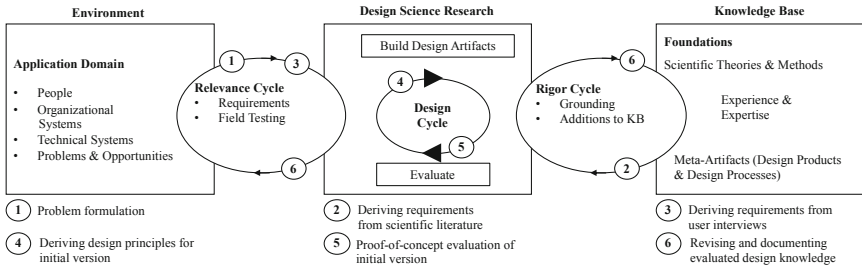 Environment
Design Science Research
Knowledge Base
Application Domain
• People
• Organizational
Systems
• Technical Systems
• Problems & Opportunities
1
3
Relevance Cycle
• Requirements
• Field Testing
6
Build Design Artifacts
4
Design
Cycle
5
Evaluate
6
Rigor Cycle
• Grounding
• Additions to KB
2
Foundations
Scientific Theories & Methods
Experience &
Expertise
Meta-Artifacts (Design Products
& Design Processes)
1 Problem formulation
4 Deriving design principles for
initial version
2 Deriving requirements
from scientific literature
5 Proof-of-concept evaluation of
initial version
3 Deriving requirements from
user interviews
6 Revising and documenting
evaluated design knowledge